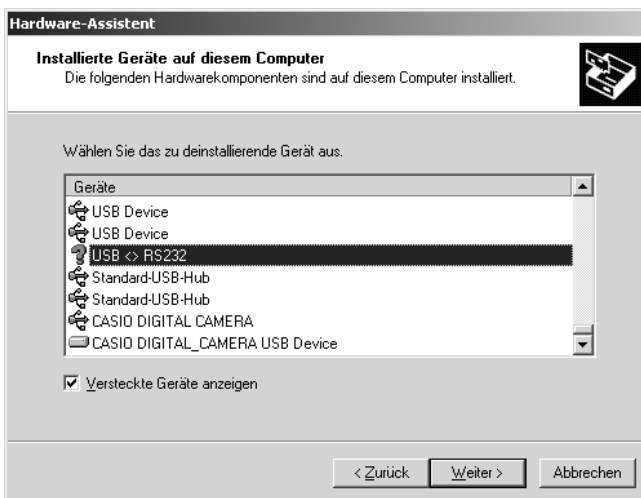 Hardware-Assistent
Installierte Geräte auf diesem Computer
Die folgenden Hardwarekomponenten sind auf diesem Computer installiert.
Wählen Sie das zu deinstallierende Gerät aus.
Geräte
USB Device
USB Device
USB <> RS232
Standard-USB-Hub
Standard-USB-Hub
CASIO DIGITAL CAMERA
CASIO DIGITAL_CAMERA USB Device
Versteckte Geräte anzeigen
< Zurück Weiter > Abbrechen